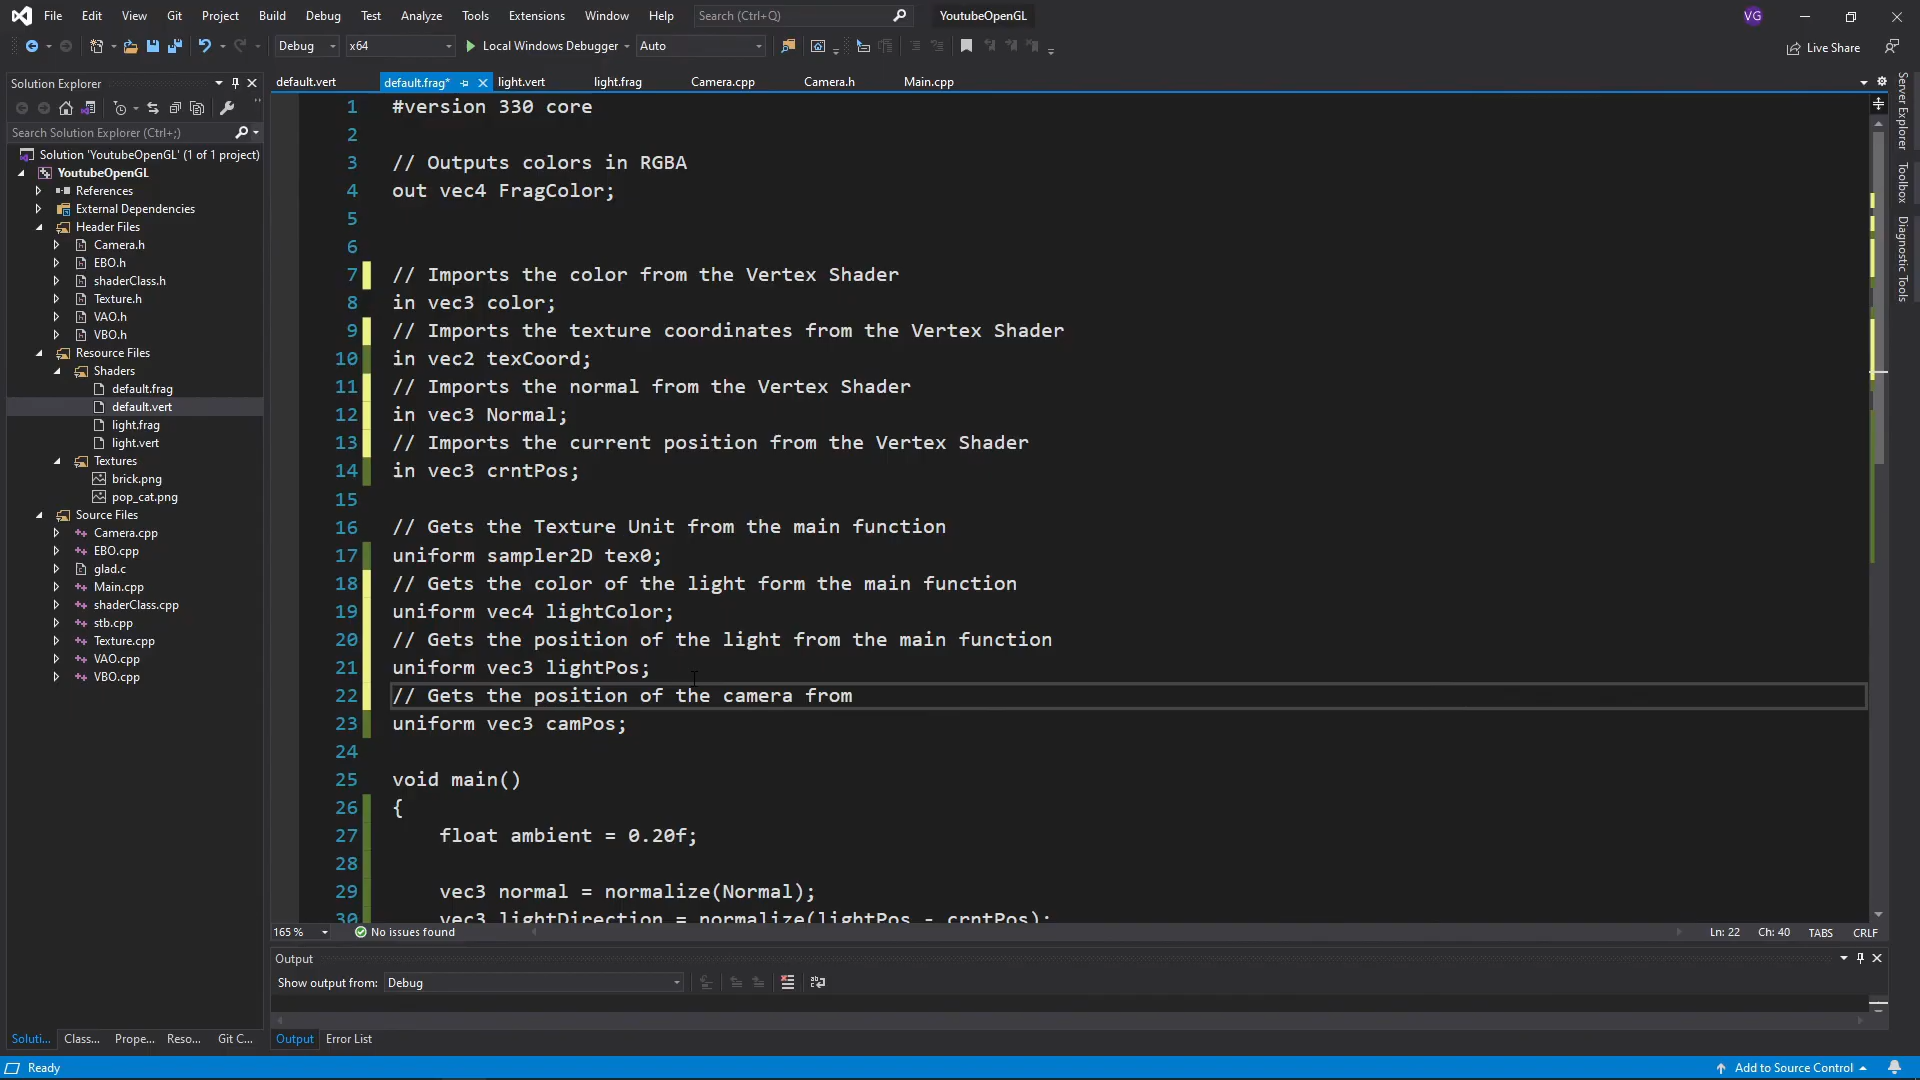 File Edit View Git Project Build Debug Test Analyze Tools Extensions Window Help Search (Ctrl+Q) YoutubeOpenGL VG
Debug x64 Local Windows Debugger Auto Live Share
Solution Explorer
Search Solution Explorer (Ctrl+;)
Solution 'YoutubeOpenGL' (1 of 1 project)
YoutubeOpenGL
References
External Dependencies
Header Files
Camera.h
EBO.h
shaderClass.h
Texture.h
VAO.h
VBO.h
Resource Files
Shaders
default.frag
default.vert
light.frag
light.vert
Textures
brick.png
pop_cat.png
Source Files
Camera.cpp
EBO.cpp
glad.c
Main.cpp
shaderClass.cpp
stb.cpp
Texture.cpp
VAO.cpp
VBO.cpp
Soluti... Class... Prope... Reso... Git C...
default.vert default.frag* light.vert light.frag Camera.cpp Camera.h Main.cpp
1 #version 330 core
2
3 // Outputs colors in RGBA
4 out vec4 FragColor;
5
6
7 // Imports the color from the Vertex Shader
8 in vec3 color;
9 // Imports the texture coordinates from the Vertex Shader
10 in vec2 texCoord;
11 // Imports the normal from the Vertex Shader
12 in vec3 Normal;
13 // Imports the current position from the Vertex Shader
14 in vec3 crntPos;
15
16 // Gets the Texture Unit from the main function
17 uniform sampler2D tex0;
18 // Gets the color of the light form the main function
19 uniform vec4 lightColor;
20 // Gets the position of the light from the main function
21 uniform vec3 lightPos;
22 // Gets the position of the camera from
23 uniform vec3 camPos;
24
25 void main()
26 {
27 float ambient = 0.20f;
28
29 vec3 normal = normalize(Normal);
30 vec3 lightDirection = normalize(lightPos - crntPos);
165 % No issues found Ln: 22 Ch: 40 TABS CRLF
Output
Show output from: Debug
Output Error List
Server Explorer
Toolbox
Diagnostic Tools
Ready Add to Source Control